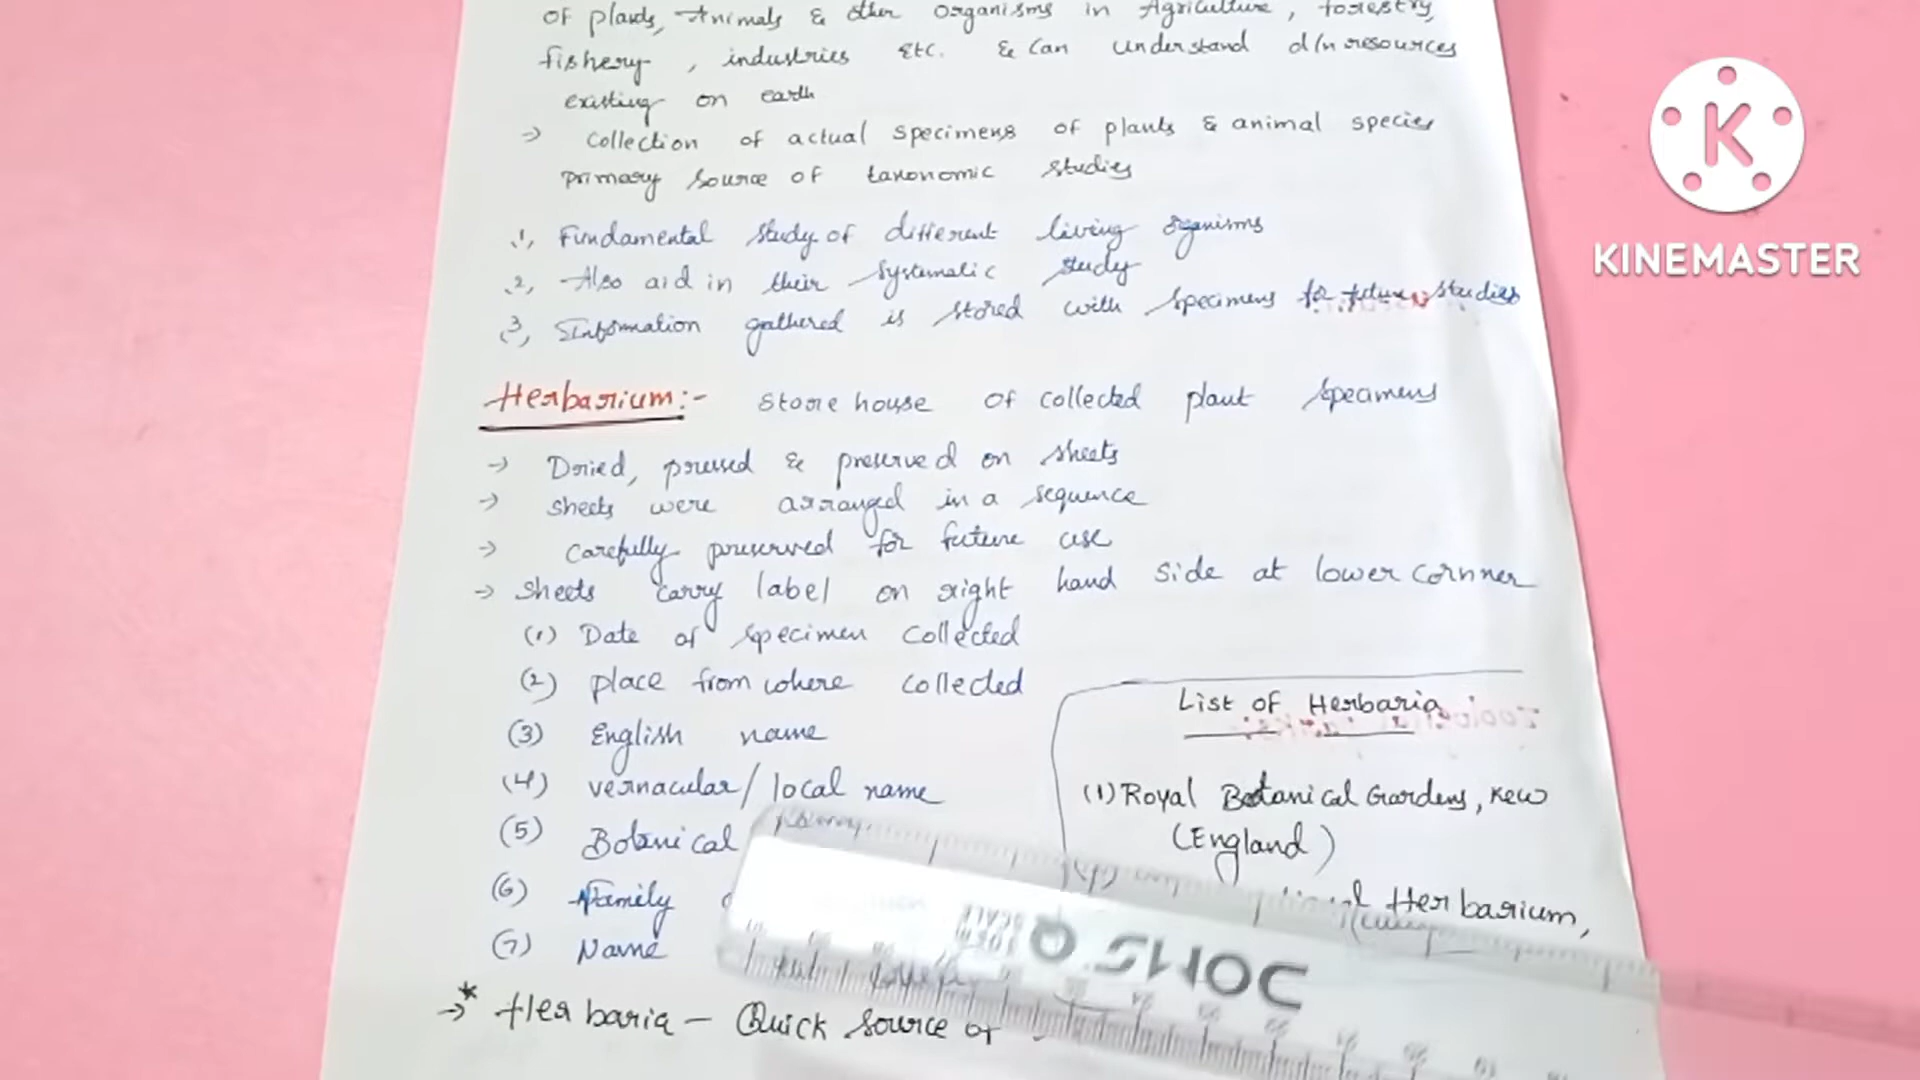 of plants, Animals & other organisms in Agriculture, forestry,
fishery, industries Etc. & Can understand d/n resources
existing on earth
→ Collection of actual specimens of plants & animal species
primary source of taxonomic studies
1, Fundamental study of different living organisms
2, Also aid in their systematic study
3, Information gathered is stored with specimens for future studies
Herbarium:- Store house of collected plant specimens
→ Dried, pressed & preserved on sheets
→ sheets were arranged in a sequence
→ Carefully preserved for future use
→ Sheets carry label on right hand side at lower cornner
(1) Date of specimen collected
(2) place from where collected
(3) English name
(4) vernacular/local name
(5) Botanical
(6) Family
(7) Name
→* Herbaria - Quick source of
List of Herbaria
(1) Royal Botanical Gardens, Kew
(England)
Herbarium,
SCALE
DOMS Q
K
KINEMASTER